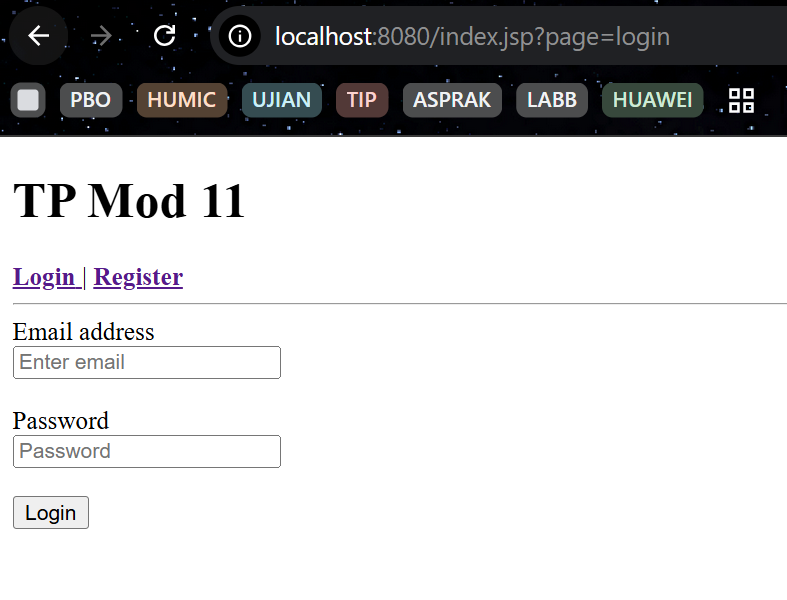 localhost:8080/index.jsp?page=login
PBO HUMIC UJIAN TIP ASPRAK LABB HUAWEI
TP Mod 11
Login | Register
Email address
Enter email
Password
Password
Login